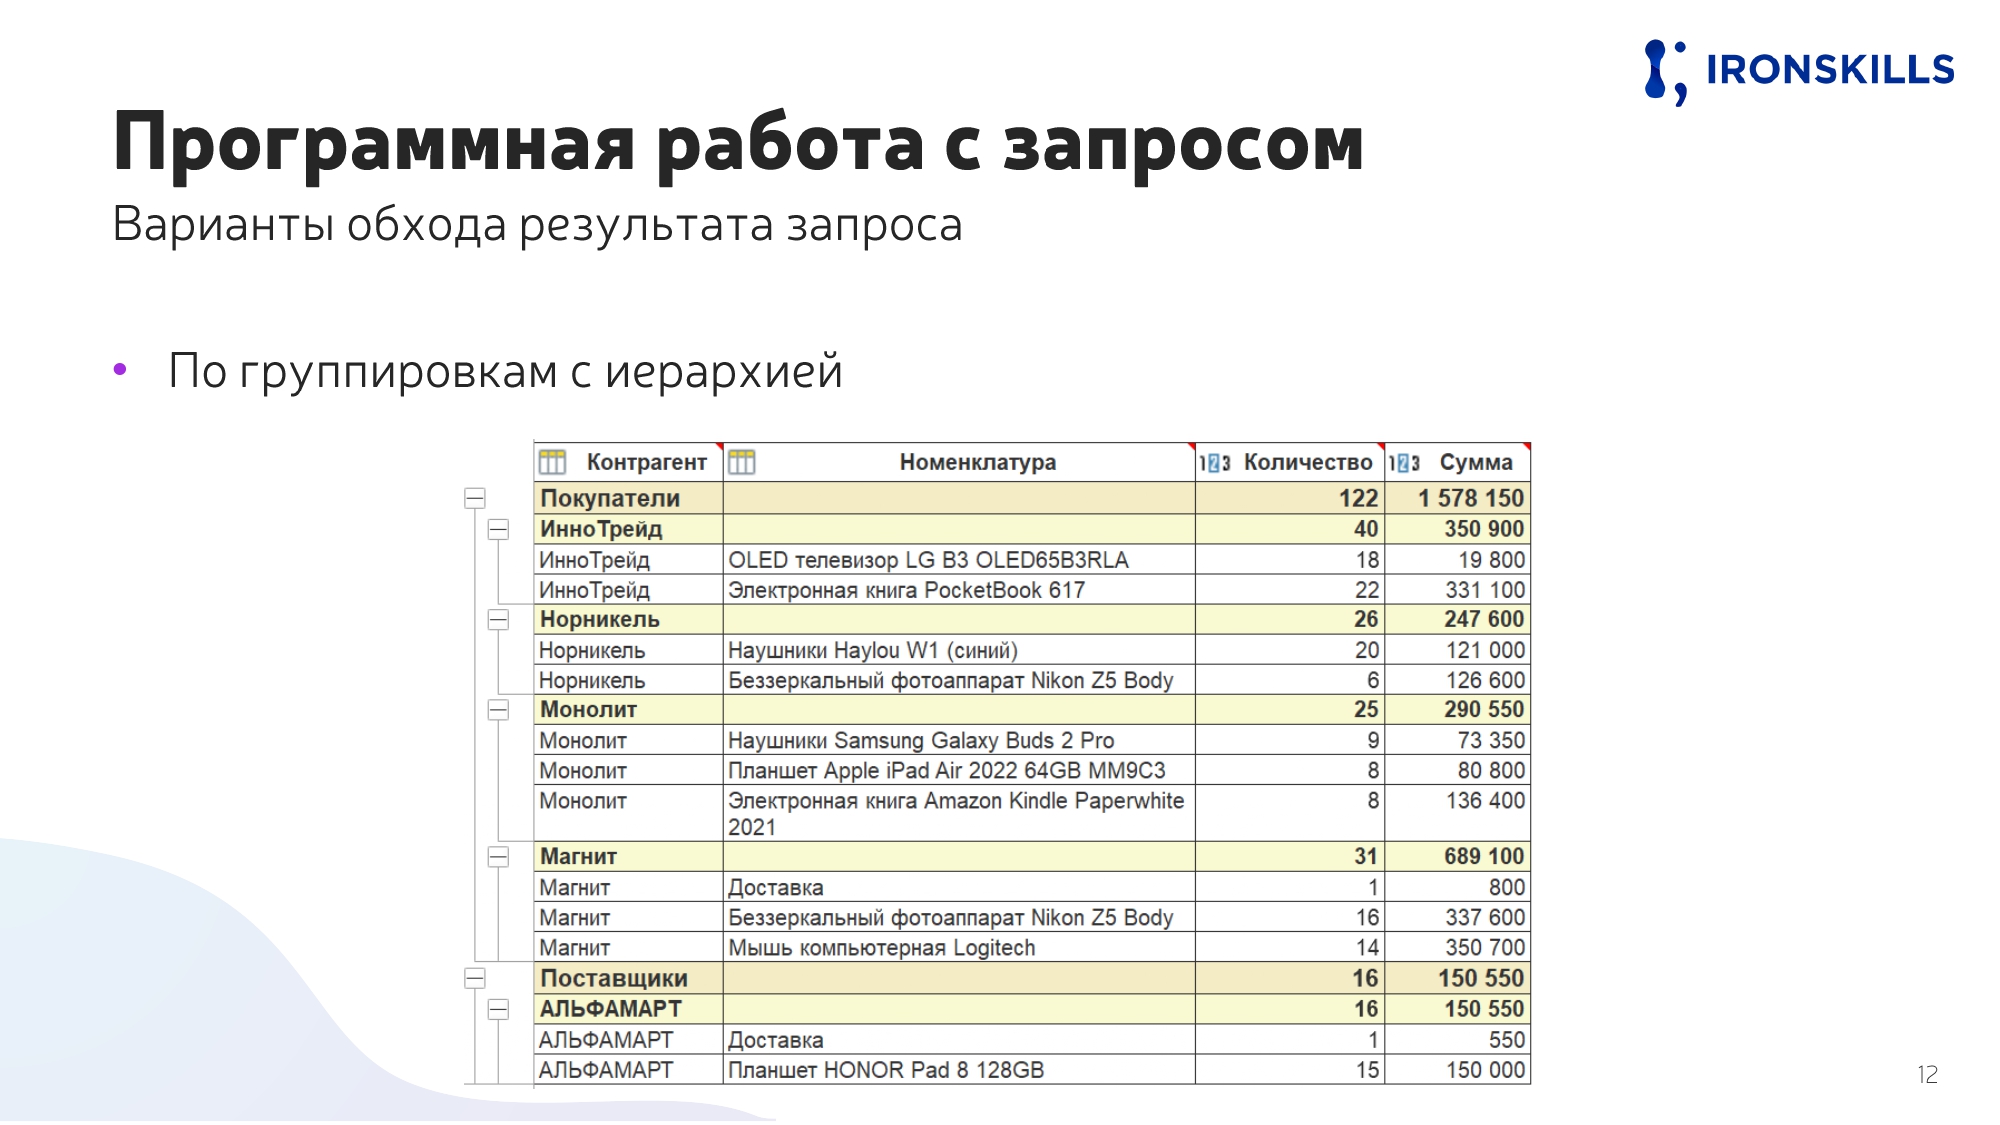 IRONSKILLS
Программная работа с запросом
Варианты обхода результата запроса
• По группировкам с иерархией
Контрагент Номенклатура 123 Количество 123 Сумма
Покупатели 122 1 578 150
ИнноТрейд 40 350 900
ИнноТрейд OLED телевизор LG B3 OLED65B3RLA 18 19 800
ИнноТрейд Электронная книга PocketBook 617 22 331 100
Норникель 26 247 600
Норникель Наушники Haylou W1 (синий) 20 121 000
Норникель Беззеркальный фотоаппарат Nikon Z5 Body 6 126 600
Монолит 25 290 550
Монолит Наушники Samsung Galaxy Buds 2 Pro 9 73 350
Монолит Планшет Apple iPad Air 2022 64GB MM9C3 8 80 800
Монолит Электронная книга Amazon Kindle Paperwhite 8 136 400
2021
Магнит 31 689 100
Магнит Доставка 1 800
Магнит Беззеркальный фотоаппарат Nikon Z5 Body 16 337 600
Магнит Мышь компьютерная Logitech 14 350 700
Поставщики 16 150 550
АЛЬФАМАРТ 16 150 550
АЛЬФАМАРТ Доставка 1 550
АЛЬФАМАРТ Планшет HONOR Pad 8 128GB 15 150 000
12